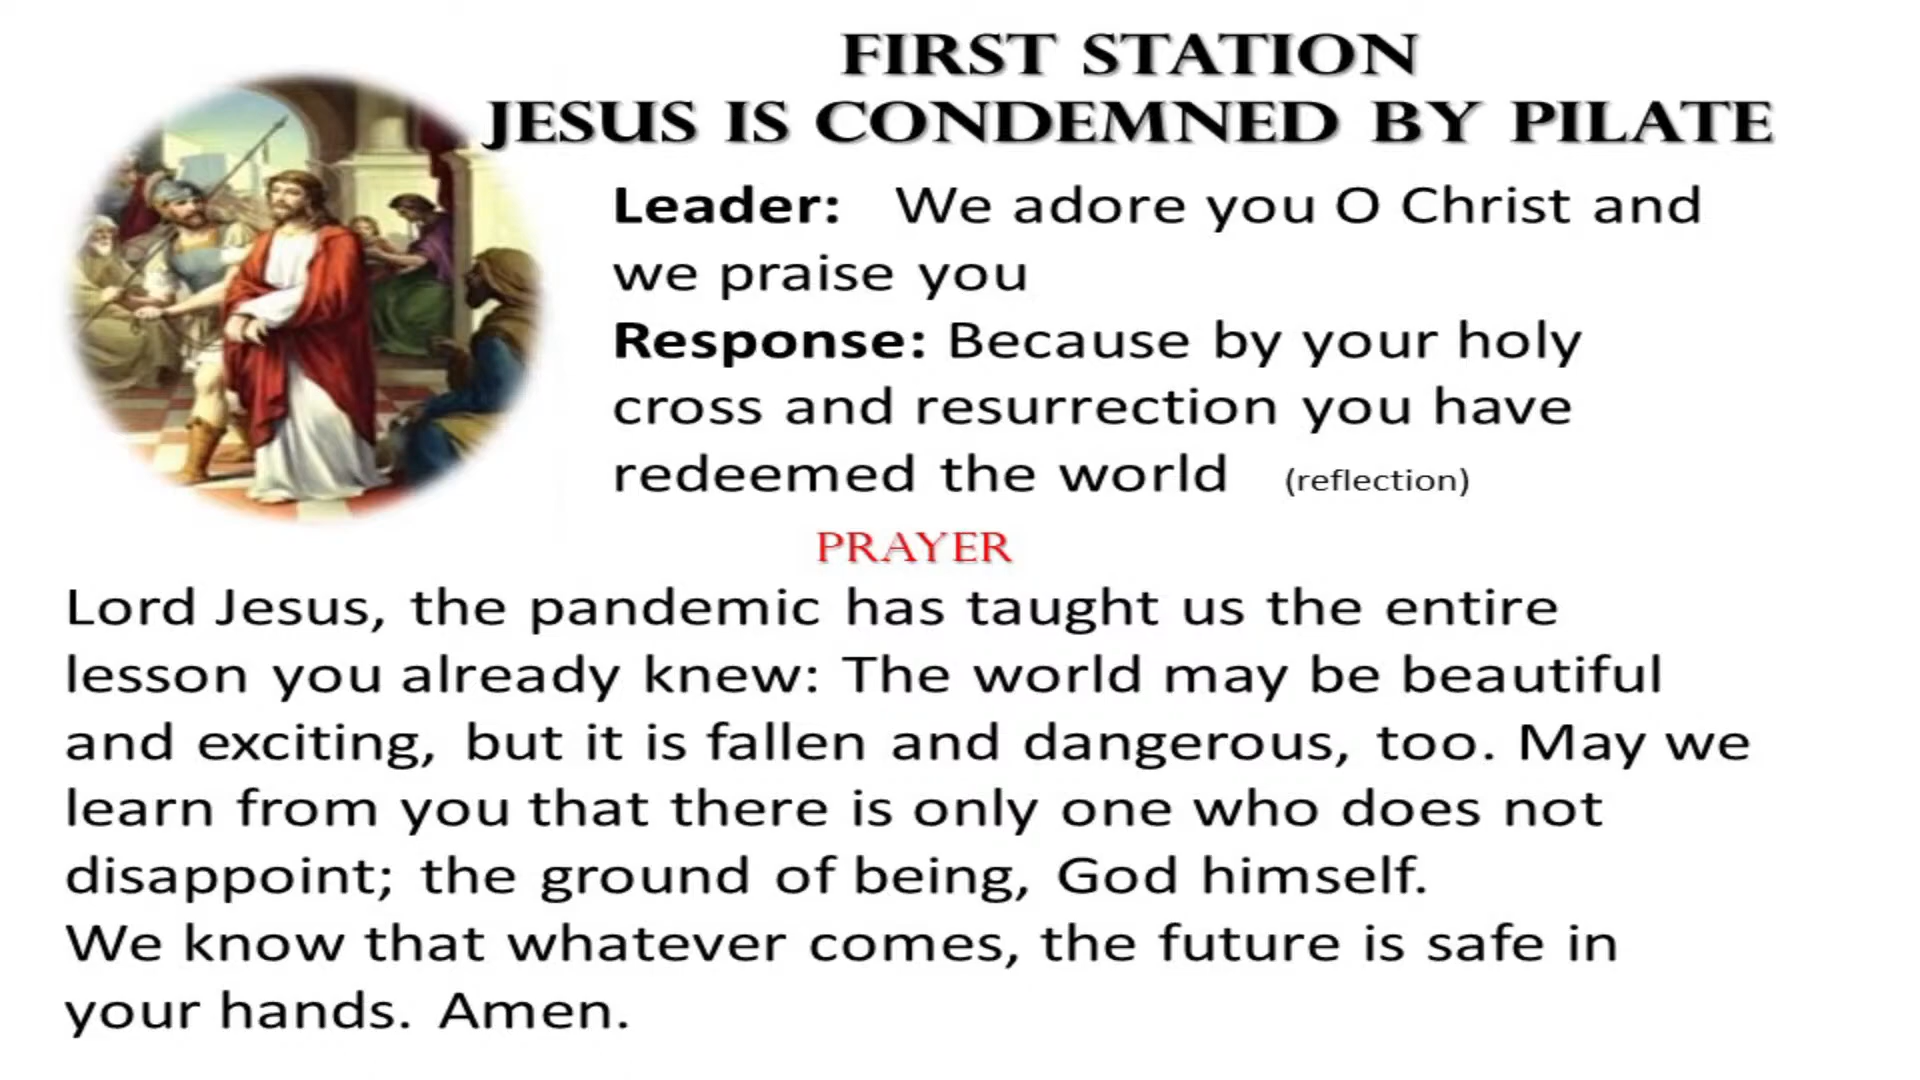 FIRST STATION
JESUS IS CONDEMNED BY PILATE
Leader: We adore you O Christ and
we praise you
Response: Because by your holy
cross and resurrection you have
redeemed the world (reflection)
PRAYER
Lord Jesus, the pandemic has taught us the entire
lesson you already knew: The world may be beautiful
and exciting, but it is fallen and dangerous, too. May we
learn from you that there is only one who does not
disappoint; the ground of being, God himself.
We know that whatever comes, the future is safe in
your hands. Amen.